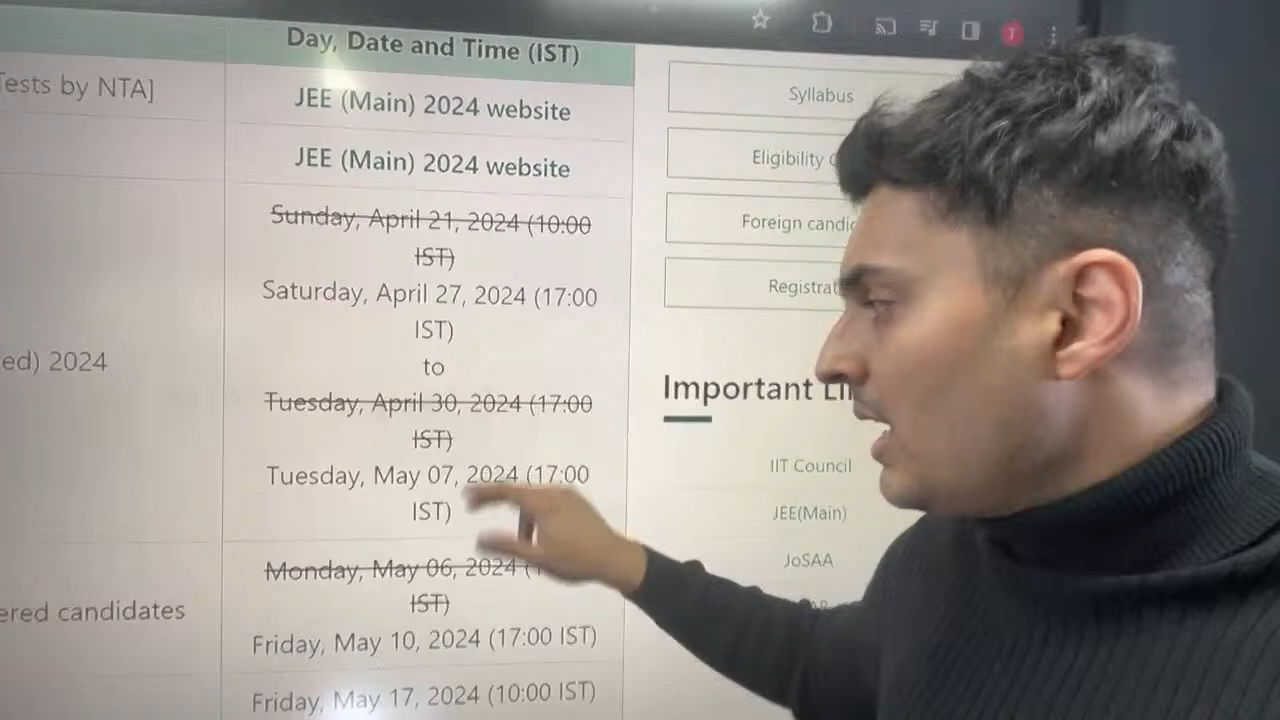 Day, Date and Time (IST)
Tests by NTA]
JEE (Main) 2024 website
JEE (Main) 2024 website
Sunday, April 21, 2024 (10:00
IST)
Saturday, April 27, 2024 (17:00
IST)
to
ed) 2024
Tuesday, April 30, 2024 (17:00
IST)
Tuesday, May 07, 2024 (17:00
IST)
Monday, May 06, 2024
IST)
ered candidates
Friday, May 10, 2024 (17:00 IST)
Friday, May 17, 2024 (10:00 IST)
T
Syllabus
Eligibility
Foreign
Important
IIT Council
JEE(Main)
JoSAA